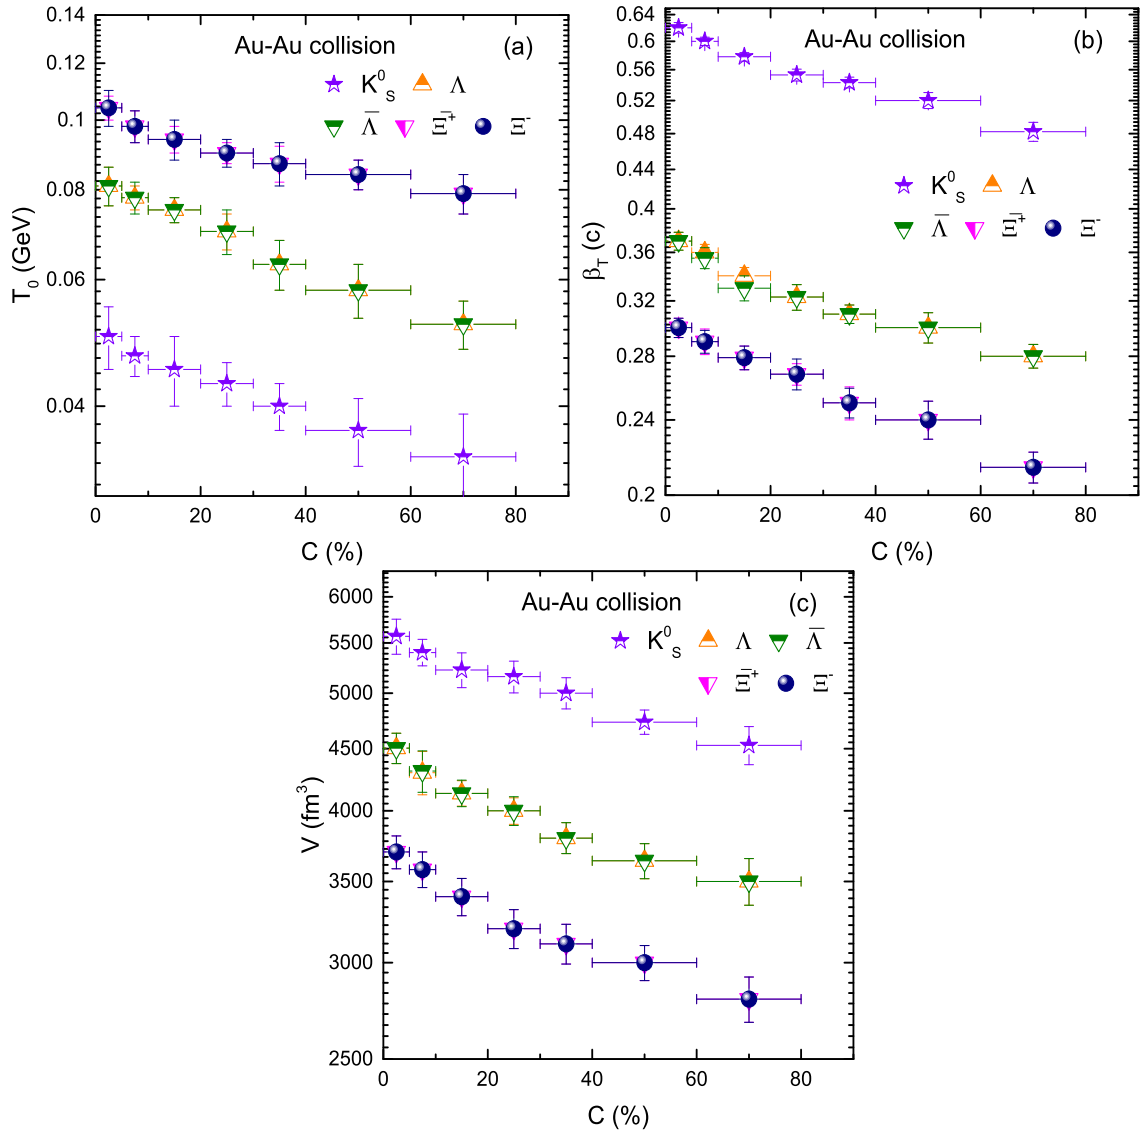 0.14
0.12
0.1
0.08
0.06
0.04
T₀ (GeV)
Au-Au collision (a)
K⁰ₛ Λ
Λ̅ Ξ̅⁺ Ξ⁻
0 20 40 60 80
C (%)
0.64
0.6
0.56
0.52
0.48
0.44
0.4
0.36
0.32
0.28
0.24
0.2
β_T (c)
Au-Au collision (b)
K⁰ₛ Λ
Λ̅ Ξ̅⁺ Ξ⁻
0 20 40 60 80
C (%)
6000
5500
5000
4500
4000
3500
3000
2500
V (fm³)
Au-Au collision (c)
K⁰ₛ Λ Λ̅
Ξ̅⁺ Ξ⁻
0 20 40 60 80
C (%)